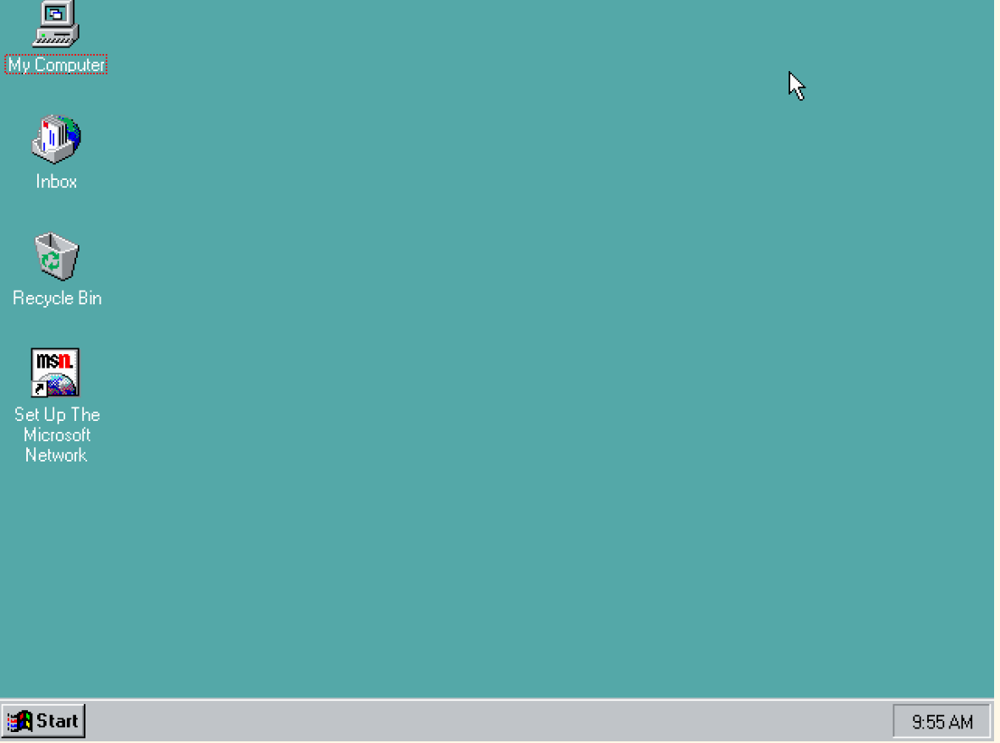 My Computer
Inbox
Recycle Bin
msn.
Set Up The
Microsoft
Network
Start
9:55 AM